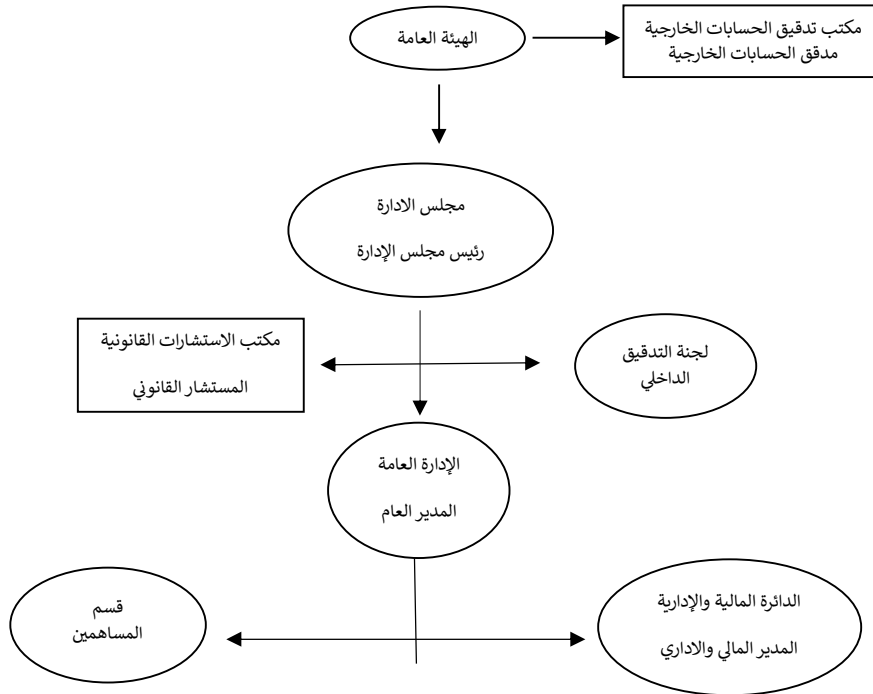 الهيئة العامة
مكتب تدقيق الحسابات الخارجية
مدقق الحسابات الخارجية
مجلس الادارة
رئيس مجلس الإدارة
لجنة التدقيق
الداخلي
مكتب الاستشارات القانونية
المستشار القانوني
الإدارة العامة
المدير العام
الدائرة المالية والإدارية
المدير المالي والاداري
قسم
المساهمين